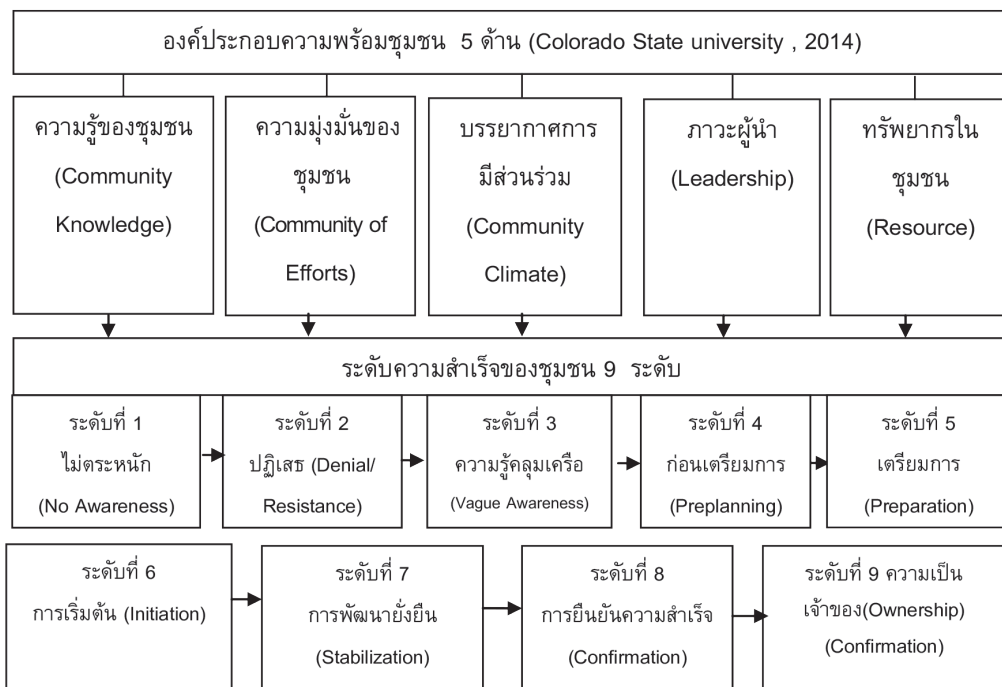 องค์ประกอบความพร้อมชุมชน 5 ด้าน (Colorado State university , 2014)
ความรู้ของชุมชน
(Community
Knowledge)
ความมุ่งมั่นของ
ชุมชน
(Community of
Efforts)
บรรยากาศการ
มีส่วนร่วม
(Community
Climate)
ภาวะผู้นำ
(Leadership)
ทรัพยากรใน
ชุมชน
(Resource)
ระดับความสำเร็จของชุมชน 9 ระดับ
ระดับที่ 1
ไม่ตระหนัก
(No Awareness)
ระดับที่ 2
ปฏิเสธ (Denial/
Resistance)
ระดับที่ 3
ความรู้คลุมเครือ
(Vague Awareness)
ระดับที่ 4
ก่อนเตรียมการ
(Preplanning)
ระดับที่ 5
เตรียมการ
(Preparation)
ระดับที่ 6
การเริ่มต้น (Initiation)
ระดับที่ 7
การพัฒนายั่งยืน
(Stabilization)
ระดับที่ 8
การยืนยันความสำเร็จ
(Confirmation)
ระดับที่ 9 ความเป็น
เจ้าของ(Ownership)
(Confirmation)